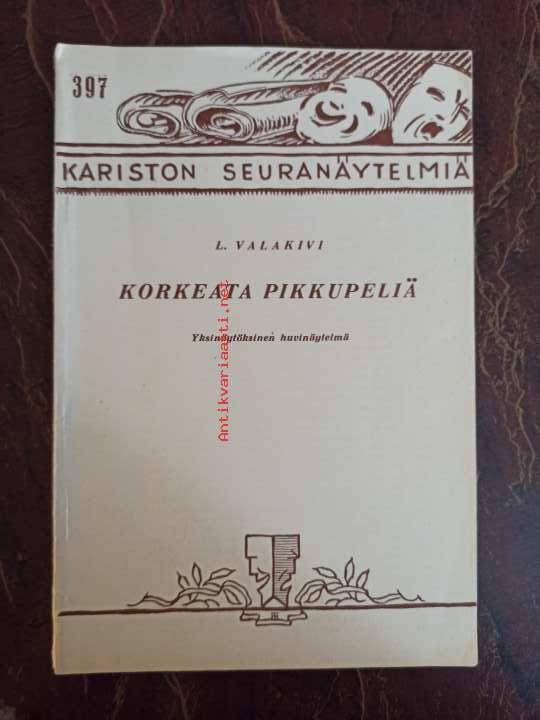 397
KARISTON SEURANÄYTELMIÄ
L. VALAKIVI
KORKEATA PIKKUPELIÄ
Yksinäytöksinen huvinäytelmä
Antikvariaatti.net